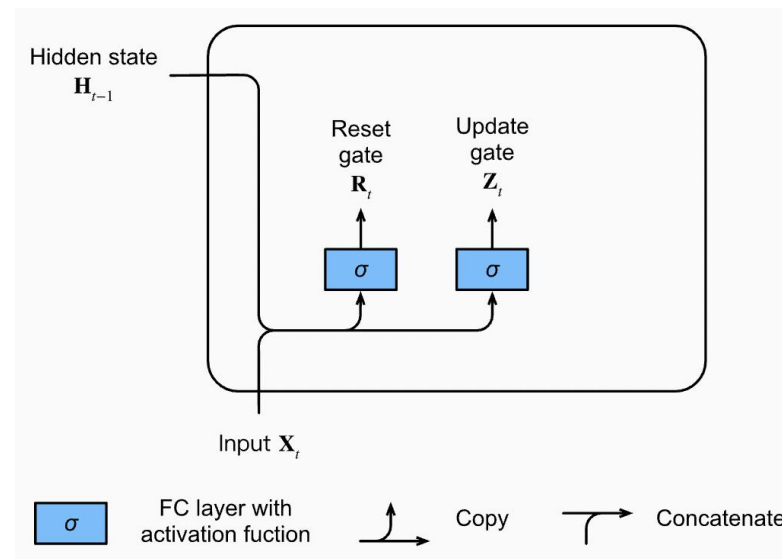 Hidden state
H_{t-1}
Reset
gate
R_t
Update
gate
Z_t
σ
σ
Input X_t
σ
FC layer with
activation fuction
Copy
Concatenate